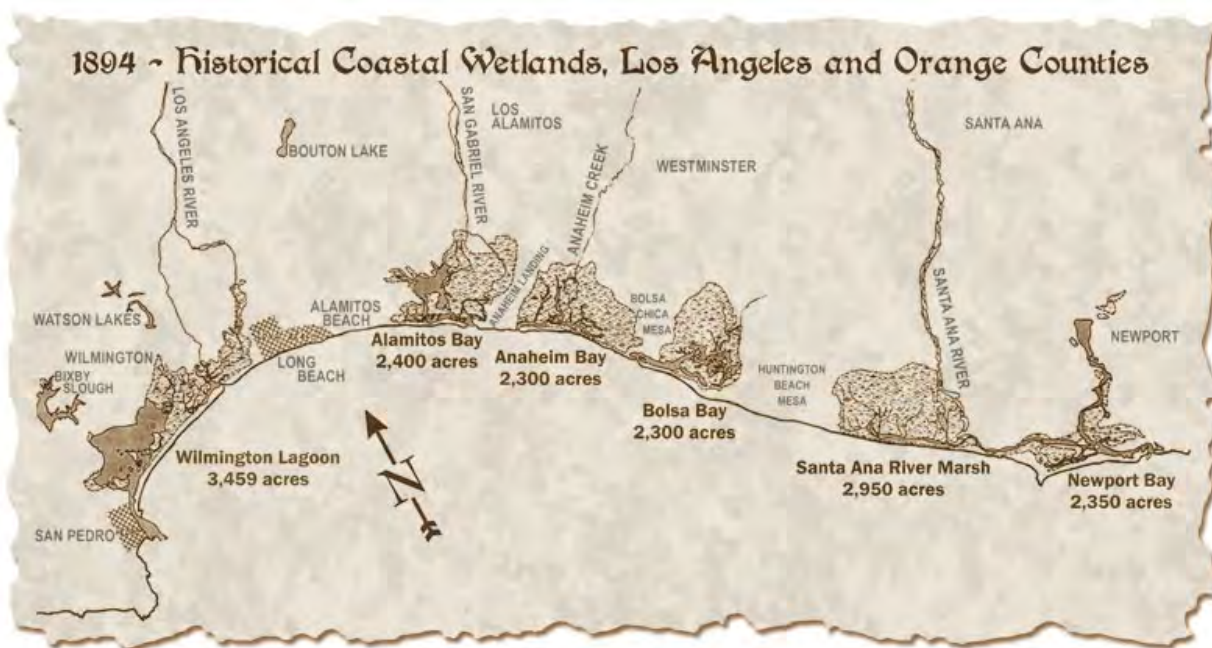 1894 ~ Historical Coastal Wetlands, Los Angeles and Orange Counties
LOS ANGELES RIVER
BOUTON LAKE
SAN GABRIEL RIVER
LOS
ALAMITOS
ANAHEIM CREEK
WESTMINSTER
SANTA ANA
SANTA ANA RIVER
WATSON LAKES
WILMINGTON
BIXBY
SLOUGH
ALAMITOS
BEACH
LONG
BEACH
ANAHEIM LANDING
BOLSA
CHICA
MESA
HUNTINGTON
BEACH
MESA
NEWPORT
Alamitos Bay
2,400 acres
Anaheim Bay
2,300 acres
Bolsa Bay
2,300 acres
Wilmington Lagoon
3,459 acres
Santa Ana River Marsh
2,950 acres
Newport Bay
2,350 acres
SAN PEDRO
N